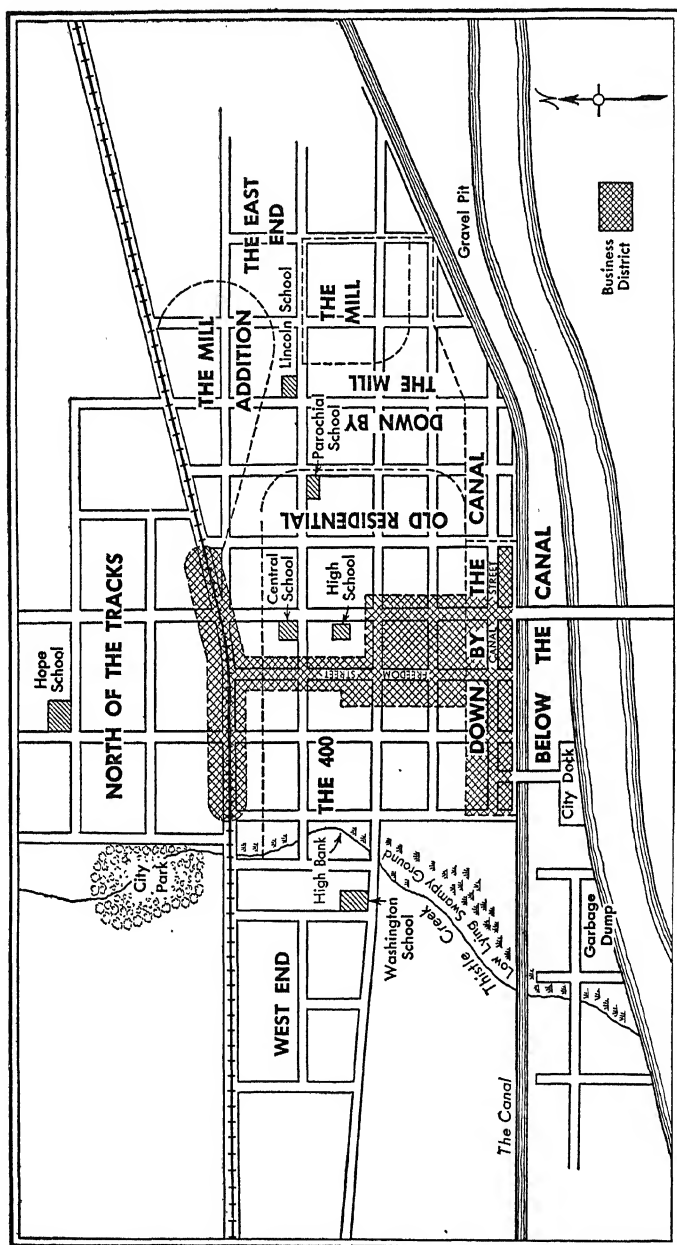 Hope
School
NORTH OF THE TRACKS
City
Park
THE MILL
ADDITION
THE EAST
END
Lincoln School
THE MILL
DOWN BY
THE MILL
Parochial
School
OLD RESIDENTIAL
Central
School
High
School
FREEDOM
STREET
THE 400
High Bank
WEST END
Washington
School
Thistle Creek
Low Lying Swampy Ground
DOWN BY THE CANAL
CANAL STREET
BELOW THE CANAL
The Canal
City Dock
Garbage
Dump
Gravel Pit
N
Business
District